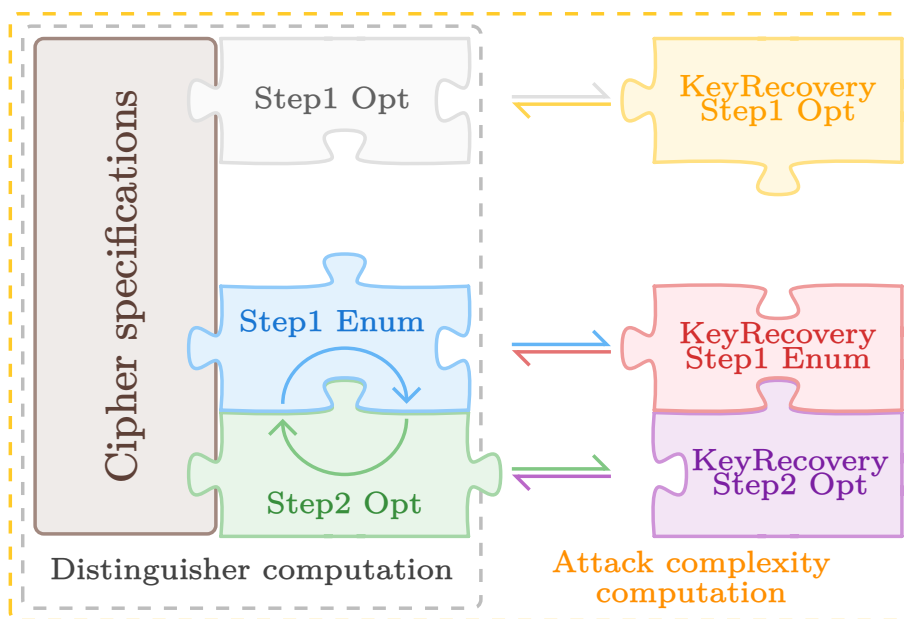 Cipher specifications
Step1 Opt
KeyRecovery
Step1 Opt
Step1 Enum
KeyRecovery
Step1 Enum
Step2 Opt
KeyRecovery
Step2 Opt
Distinguisher computation
Attack complexity
computation